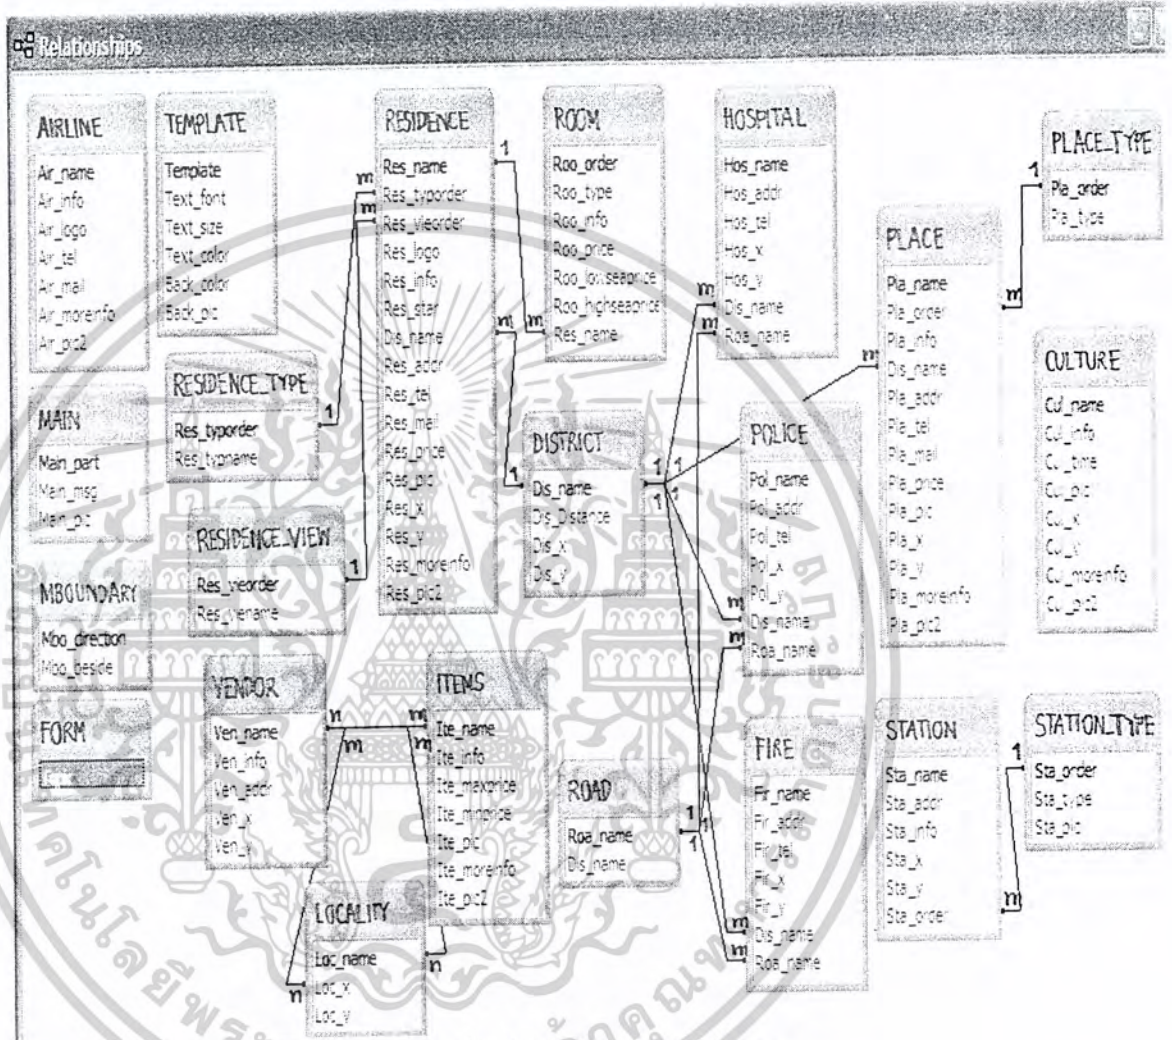 Relationships
AIRLINE
Air_name
Air_info
Air_logo
Air_tel
Air_mail
Air_moreinfo
Air_pic2
TEMPLATE
Template
Text_font
Text_size
Text_color
Back_color
Back_pic
RESIDENCE
Res_name
Res_typorder
Res_vieorder
Res_logo
Res_info
Res_star
Dis_name
Res_addr
Res_tel
Res_mail
Res_price
Res_pic
Res_x
Res_y
Res_moreinfo
Res_pic2
ROOM
Roo_order
Roo_type
Roo_info
Roo_price
Roo_lowseaprice
Roo_highseaprice
Res_name
HOSPITAL
Hos_name
Hos_addr
Hos_tel
Hos_x
Hos_y
Dis_name
Roa_name
PLACE
Pla_name
Pla_order
Pla_info
Dis_name
Pla_addr
Pla_tel
Pla_mail
Pla_price
Pla_pic
Pla_x
Pla_y
Pla_moreinfo
Pla_pic2
PLACE_TYPE
Pla_order
Pla_type
MAIN
Main_part
Main_msg
Main_pic
RESIDENCE_TYPE
Res_typorder
Res_typname
RESIDENCE_VIEW
Res_vieorder
Res_viename
DISTRICT
Dis_name
Dis_Distance
Dis_x
Dis_y
POLICE
Pol_name
Pol_addr
Pol_tel
Pol_x
Pol_y
Dis_name
Roa_name
CULTURE
Cul_name
Cul_info
Cul_time
Cul_pic
Cul_x
Cul_y
Cul_moreinfo
Cul_pic2
MBOUNDARY
Mbo_direction
Mbo_beside
FORM
VENDOR
Ven_name
Ven_info
Ven_addr
Ven_x
Ven_y
ITEMS
Ite_name
Ite_info
Ite_maxprice
Ite_minprice
Ite_pic
Ite_moreinfo
Ite_pic2
LOCALITY
Loc_name
Loc_x
Loc_y
ROAD
Roa_name
Dis_name
FIRE
Fir_name
Fir_addr
Fir_tel
Fir_x
Fir_y
Dis_name
Roa_name
STATION
Sta_name
Sta_addr
Sta_info
Sta_x
Sta_y
Sta_order
STATION_TYPE
Sta_order
Sta_type
Sta_pic